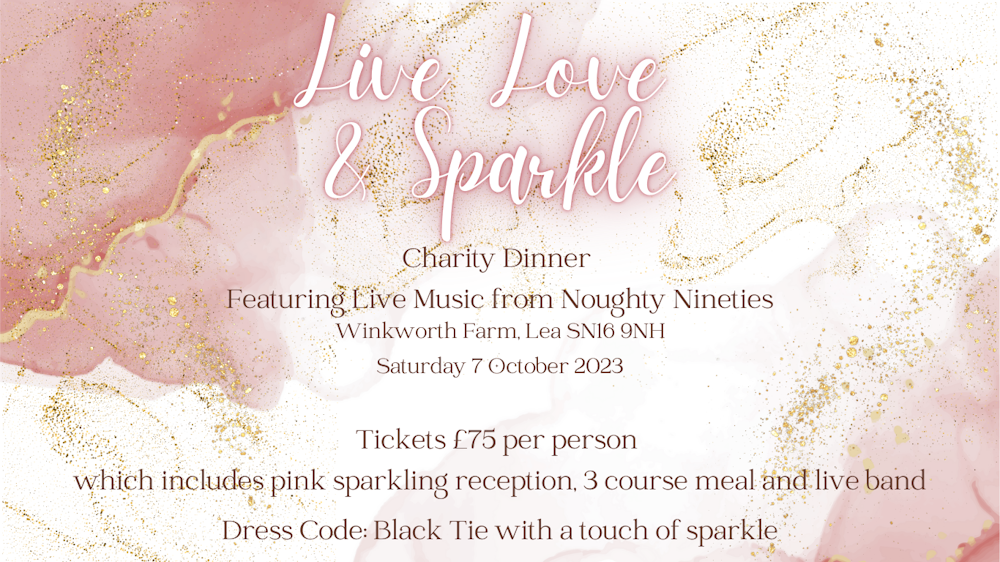 Live Love
& Sparkle
Charity Dinner
Featuring Live Music from Noughty Nineties
Winkworth Farm, Lea SN16 9NH
Saturday 7 October 2023
Tickets £75 per person
which includes pink sparkling reception, 3 course meal and live band
Dress Code: Black Tie with a touch of sparkle